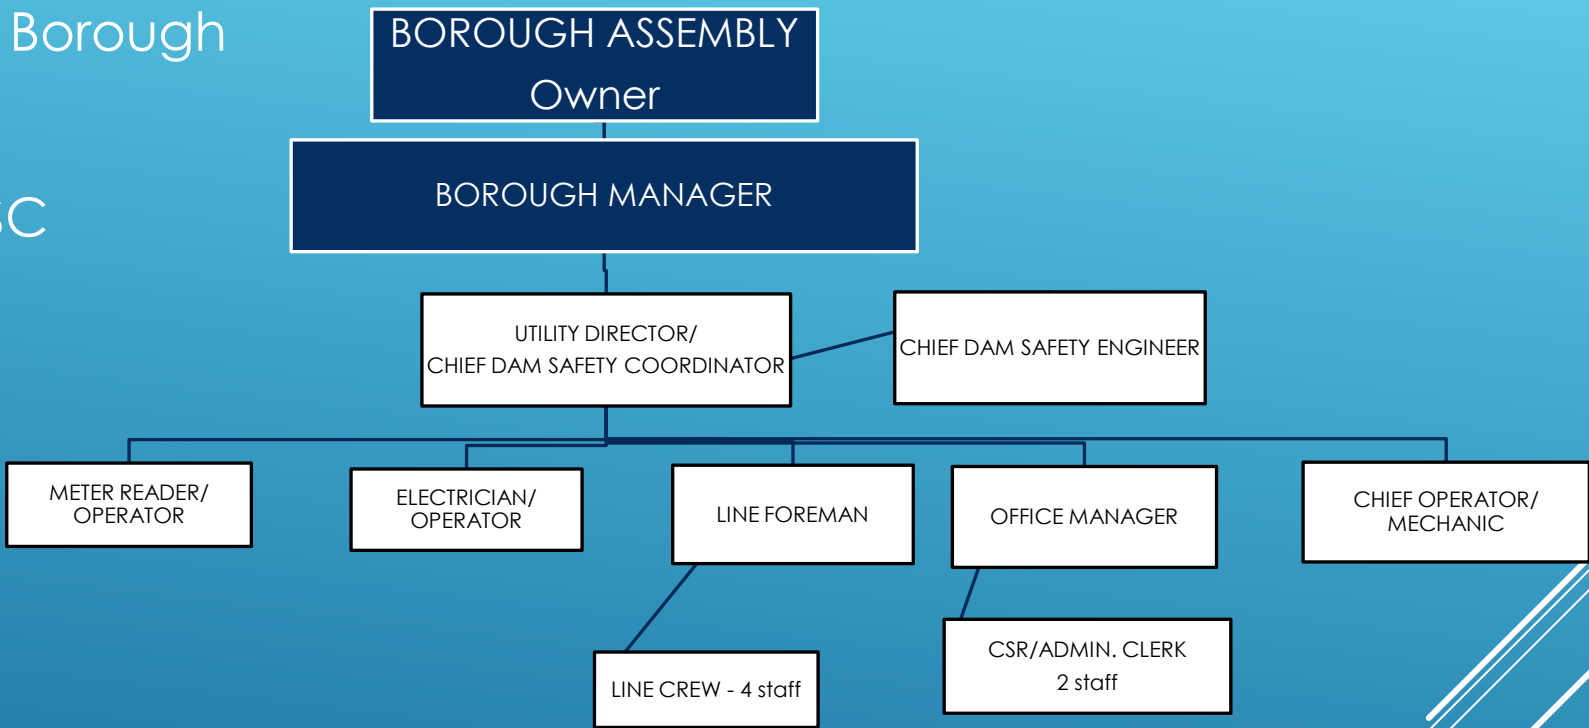 Borough
BOROUGH ASSEMBLY
Owner
BOROUGH MANAGER
SC
UTILITY DIRECTOR/
CHIEF DAM SAFETY COORDINATOR
CHIEF DAM SAFETY ENGINEER
METER READER/
OPERATOR
ELECTRICIAN/
OPERATOR
LINE FOREMAN
OFFICE MANAGER
CHIEF OPERATOR/
MECHANIC
LINE CREW - 4 staff
CSR/ADMIN. CLERK
2 staff